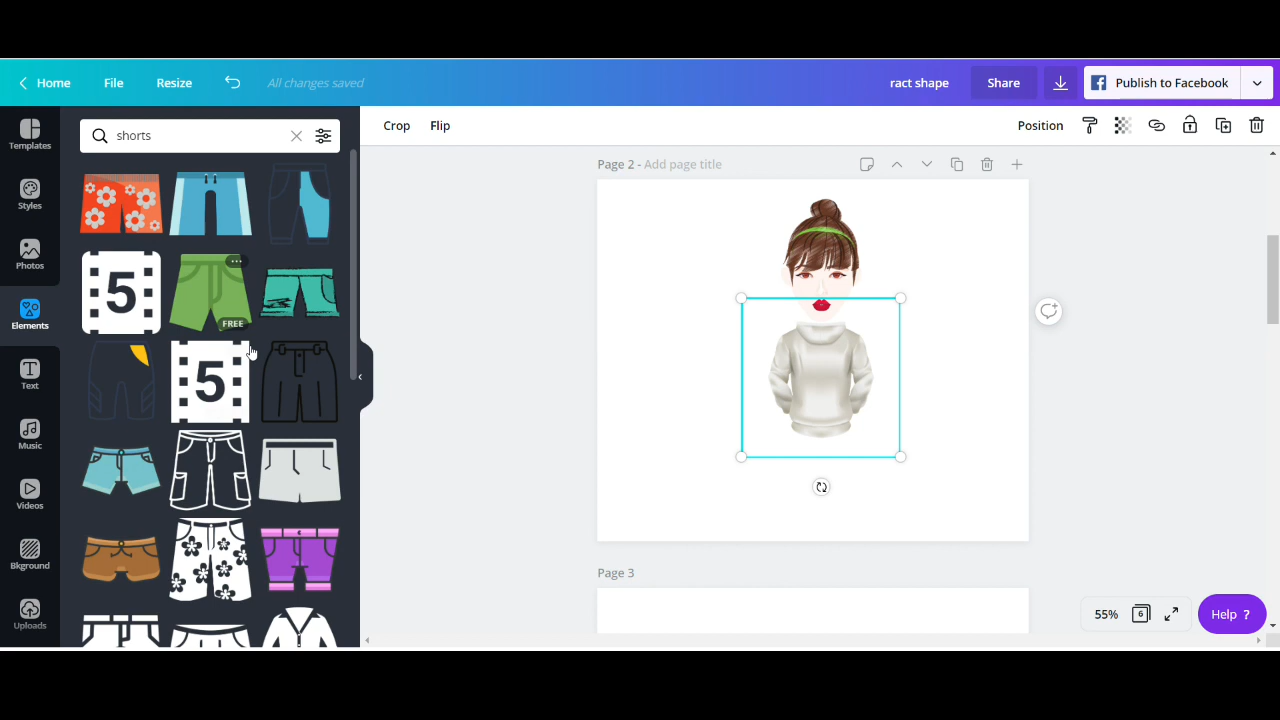 Home File Resize All changes saved ract shape Share Publish to Facebook
Templates
Styles
Photos
Elements
Text
Music
Videos
Bkground
Uploads
shorts
5
FREE
5
Crop Flip Position
Page 2 - Add page title
Page 3
55% 6 Help ?